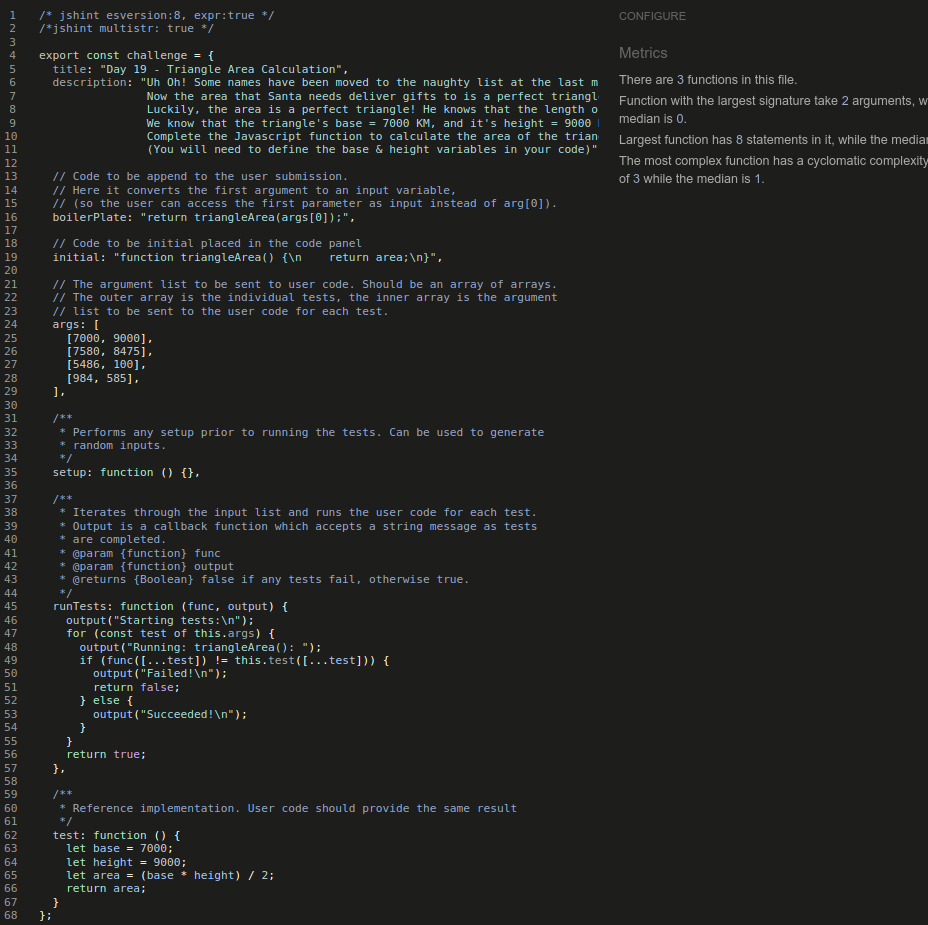 1 /* jshint esversion:8, expr:true */
2 /*jshint multistr: true */
3
4 export const challenge = {
5 title: "Day 19 - Triangle Area Calculation",
6 description: "Uh Oh! Some names have been moved to the naughty list at the last m
7 Now the area that Santa needs deliver gifts to is a perfect triangl
8 Luckily, the area is a perfect triangle! He knows that the length o
9 We know that the triangle's base = 7000 KM, and it's height = 9000
10 Complete the Javascript function to calculate the area of the trian
11 (You will need to define the base & height variables in your code)"
12
13 // Code to be append to the user submission.
14 // Here it converts the first argument to an input variable,
15 // (so the user can access the first parameter as input instead of arg[0]).
16 boilerPlate: "return triangleArea(args[0]);",
17
18 // Code to be initial placed in the code panel
19 initial: "function triangleArea() {\n    return area;\n}",
20
21 // The argument list to be sent to user code. Should be an array of arrays.
22 // The outer array is the individual tests, the inner array is the argument
23 // list to be sent to the user code for each test.
24 args: [
25 [7000, 9000],
26 [7580, 8475],
27 [5486, 100],
28 [984, 585],
29 ],
30
31 /**
32 * Performs any setup prior to running the tests. Can be used to generate
33 * random inputs.
34 */
35 setup: function () {},
36
37 /**
38 * Iterates through the input list and runs the user code for each test.
39 * Output is a callback function which accepts a string message as tests
40 * are completed.
41 * @param {function} func
42 * @param {function} output
43 * @returns {Boolean} false if any tests fail, otherwise true.
44 */
45 runTests: function (func, output) {
46 output("Starting tests:\n");
47 for (const test of this.args) {
48 output("Running: triangleArea(): ");
49 if (func([...test]) != this.test([...test])) {
50 output("Failed!\n");
51 return false;
52 } else {
53 output("Succeeded!\n");
54 }
55 }
56 return true;
57 },
58
59 /**
60 * Reference implementation. User code should provide the same result
61 */
62 test: function () {
63 let base = 7000;
64 let height = 9000;
65 let area = (base * height) / 2;
66 return area;
67 }
68 };
CONFIGURE
Metrics
There are 3 functions in this file.
Function with the largest signature take 2 arguments, w
median is 0.
Largest function has 8 statements in it, while the median
The most complex function has a cyclomatic complexity
of 3 while the median is 1.